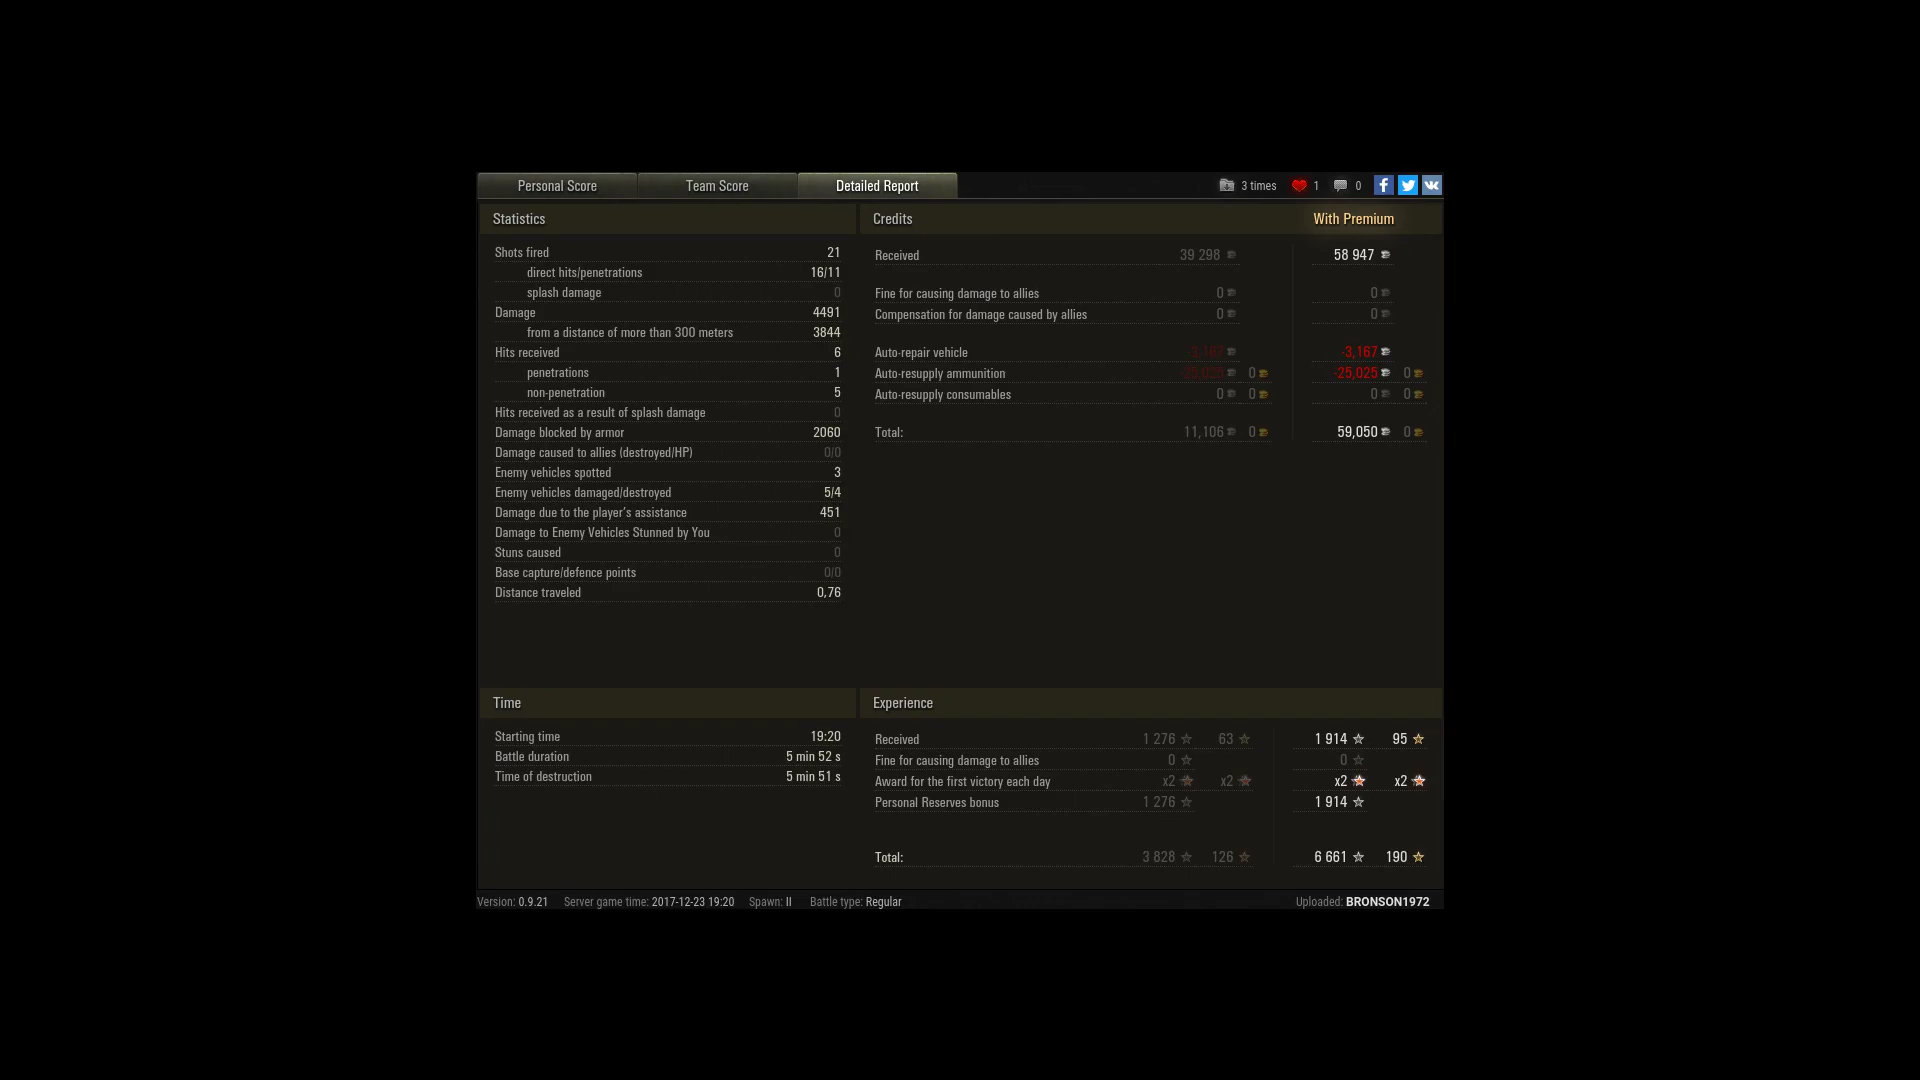 Personal Score Team Score Detailed Report 3 times 1 0
Statistics
Shots fired 21
direct hits/penetrations 16/11
splash damage 0
Damage 4491
from a distance of more than 300 meters 3844
Hits received 6
penetrations 1
non-penetration 5
Hits received as a result of splash damage 0
Damage blocked by armor 2060
Damage caused to allies (destroyed/HP) 0/0
Enemy vehicles spotted 3
Enemy vehicles damaged/destroyed 5/4
Damage due to the player's assistance 451
Damage to Enemy Vehicles Stunned by You 0
Stuns caused 0
Base capture/defence points 0/0
Distance traveled 0,76
Credits With Premium
Received 39 298 58 947
Fine for causing damage to allies 0 0
Compensation for damage caused by allies 0 0
Auto-repair vehicle -3,167 -3,167
Auto-resupply ammunition -25,025 0 -25,025 0
Auto-resupply consumables 0 0 0 0
Total: 11,106 0 59,050 0
Time
Starting time 19:20
Battle duration 5 min 52 s
Time of destruction 5 min 51 s
Experience
Received 1 276 63 1 914 95
Fine for causing damage to allies 0 0
Award for the first victory each day x2 x2 x2 x2
Personal Reserves bonus 1 276 1 914
Total: 3 828 126 6 661 190
Version: 0.9.21 Server game time: 2017-12-23 19:20 Spawn: II Battle type: Regular Uploaded: BRONSON1972